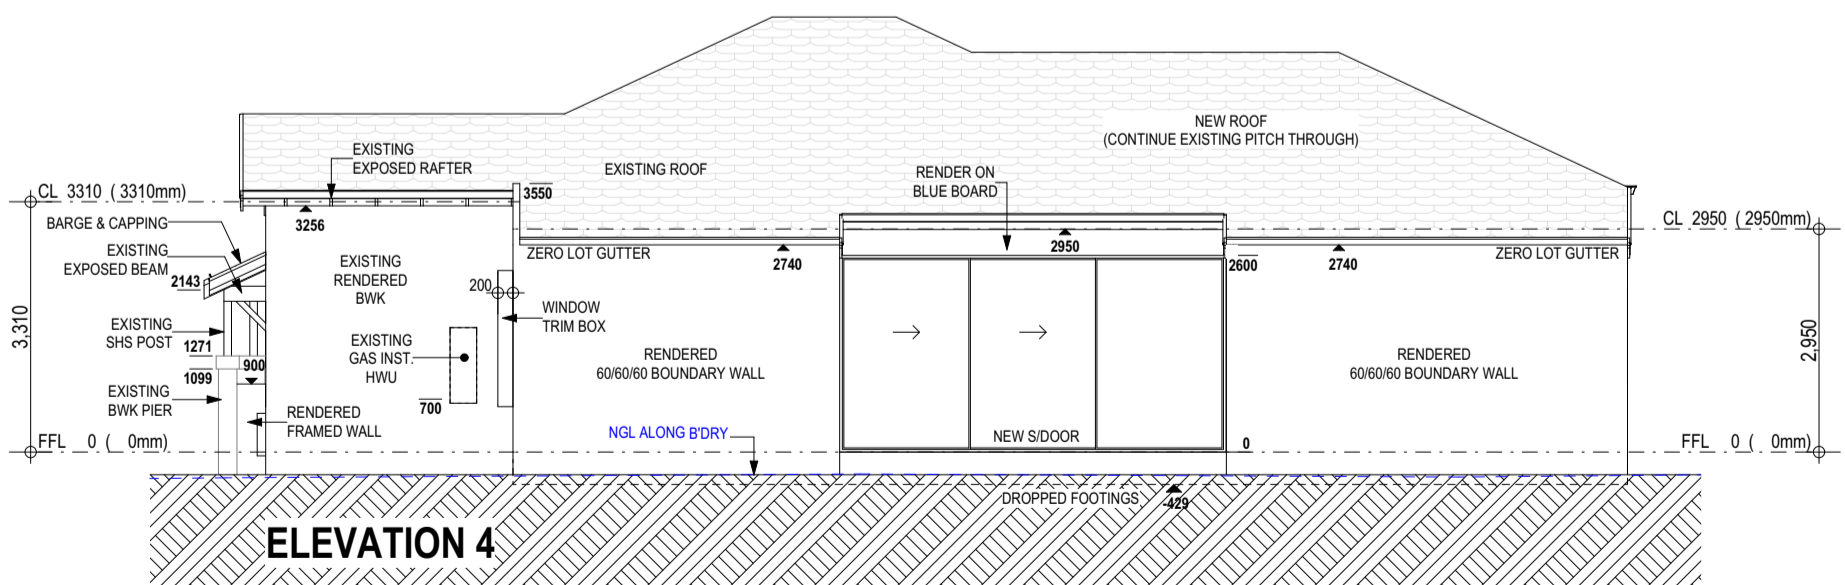 NEW ROOF
(CONTINUE EXISTING PITCH THROUGH)
EXISTING
EXPOSED RAFTER
EXISTING ROOF
RENDER ON
BLUE BOARD
CL 3310 ( 3310mm)
3550
BARGE & CAPPING
3256
CL 2950 ( 2950mm)
EXISTING
EXPOSED BEAM
2143
EXISTING
RENDERED
BWK
ZERO LOT GUTTER
2740
2950
2600
2740
ZERO LOT GUTTER
200
WINDOW
TRIM BOX
3,310
EXISTING
SHS POST
1271
EXISTING
GAS INST.
HWU
RENDERED
60/60/60 BOUNDARY WALL
RENDERED
60/60/60 BOUNDARY WALL
2,950
1099
900
EXISTING
BWK PIER
700
RENDERED
FRAMED WALL
FFL 0 ( 0mm)
NGL ALONG B'DRY
NEW S/DOOR
0
FFL 0 ( 0mm)
DROPPED FOOTINGS
-429
ELEVATION 4